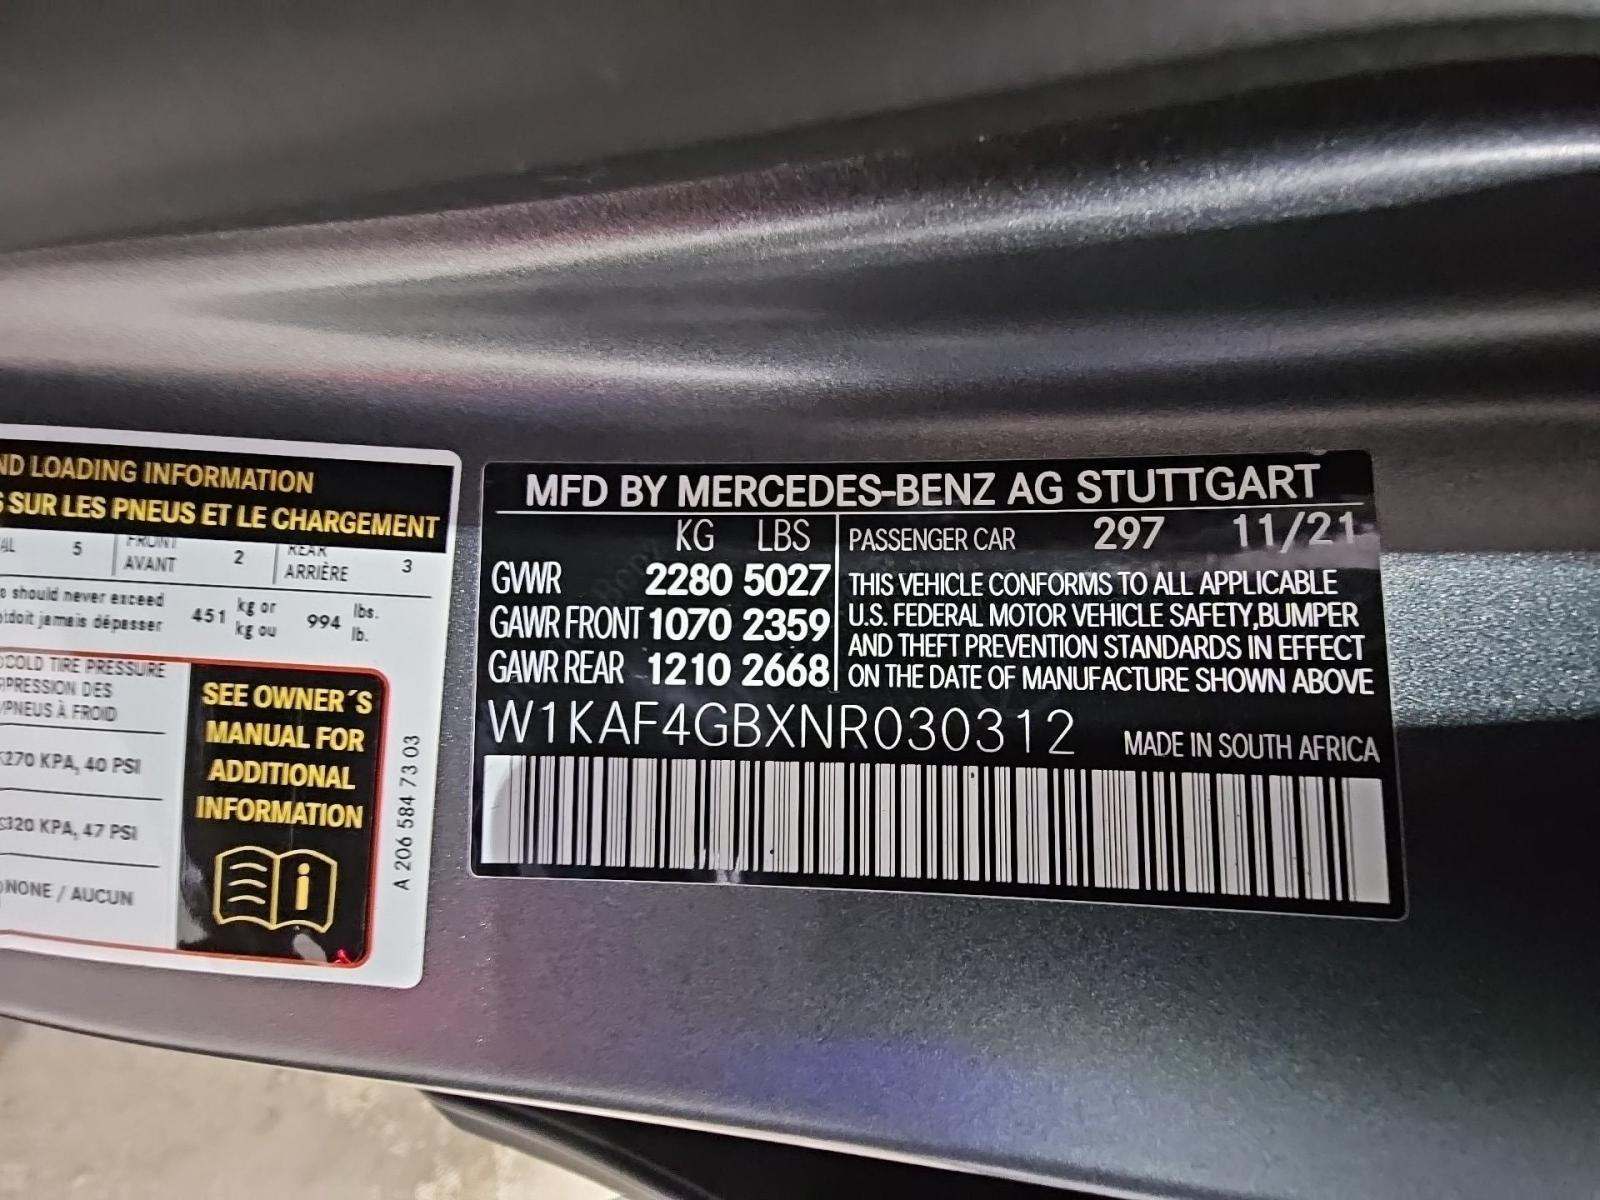 ND LOADING INFORMATION
SUR LES PNEUS ET LE CHARGEMENT
AL 5 FRONT AVANT 2 REAR ARRIÈRE 3
should never exceed
doit jamais dépasser
451 kg or kg ou 994 lbs. lb.
COLD TIRE PRESSURE
PRESSION DES
PNEUS À FROID
270 KPA, 40 PSI
320 KPA, 47 PSI
NONE / AUCUN
SEE OWNER´S
MANUAL FOR
ADDITIONAL
INFORMATION
i
A 206 584 73 03
MFD BY MERCEDES-BENZ AG STUTTGART
KG LBS
GVWR 2280 5027
GAWR FRONT 1070 2359
GAWR REAR 1210 2668
PASSENGER CAR 297 11/21
THIS VEHICLE CONFORMS TO ALL APPLICABLE
U.S. FEDERAL MOTOR VEHICLE SAFETY,BUMPER
AND THEFT PREVENTION STANDARDS IN EFFECT
ON THE DATE OF MANUFACTURE SHOWN ABOVE
W1KAF4GBXNR030312
MADE IN SOUTH AFRICA